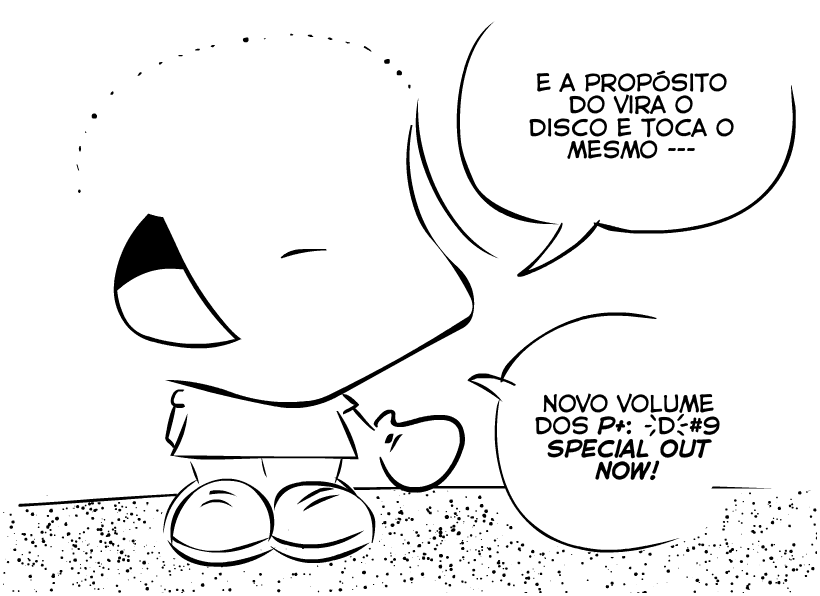 E A PROPÓSITO
DO VIRA O
DISCO E TOCA O
MESMO ---
NOVO VOLUME
DOS P+: -D-#9
SPECIAL OUT
NOW!